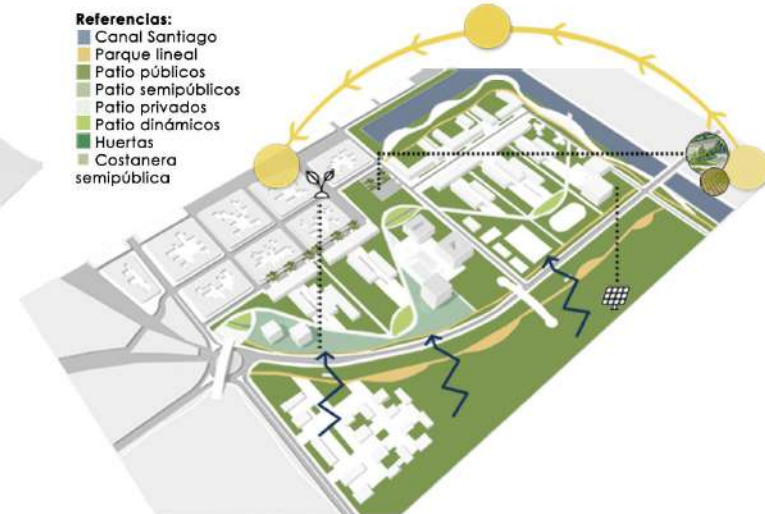 Referencias:
Canal Santiago
Parque lineal
Patio públicos
Patio semipúblicos
Patio privados
Patio dinámicos
Huertas
Costanera
semipública